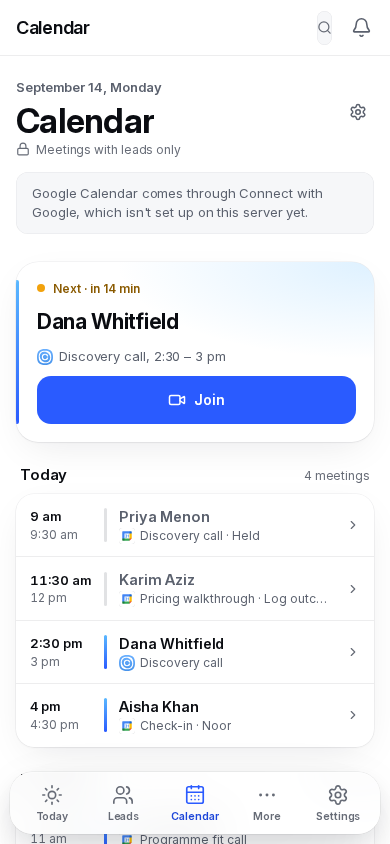 Calendar
September 14, Monday
Calendar
Meetings with leads only
Google Calendar comes through Connect with
Google, which isn't set up on this server yet.
Next · in 14 min
Dana Whitfield
Discovery call, 2:30 – 3 pm
Join
Today
4 meetings
9 am
Priya Menon
9:30 am
Discovery call · Held
11:30 am
Karim Aziz
12 pm
Pricing walkthrough · Log outc…
2:30 pm
Dana Whitfield
3 pm
Discovery call
4 pm
Aisha Khan
4:30 pm
Check-in · Noor
Today
Leads
Calendar
More
Settings
11 am
Programme fit call